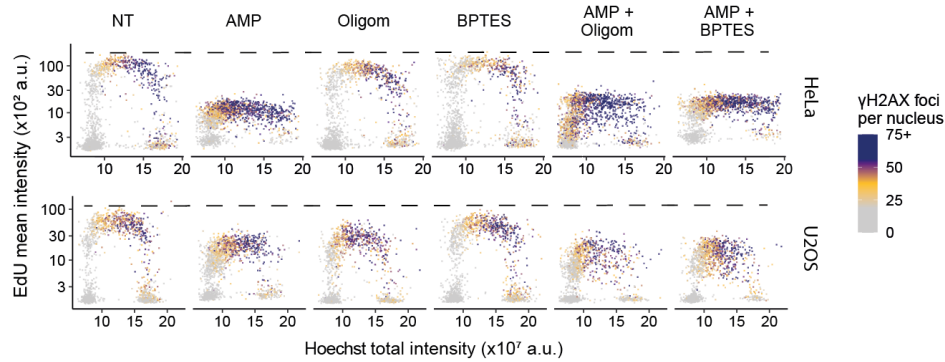 NT AMP Oligom BPTES AMP + Oligom AMP + BPTES
100
30
10
3
HeLa
10 15 20 10 15 20 10 15 20 10 15 20 10 15 20 10 15 20
γH2AX foci
per nucleus
75+
50
25
0
EdU mean intensity (x10² a.u.)
100
30
10
3
U2OS
10 15 20 10 15 20 10 15 20 10 15 20 10 15 20 10 15 20
Hoechst total intensity (x10⁷ a.u.)